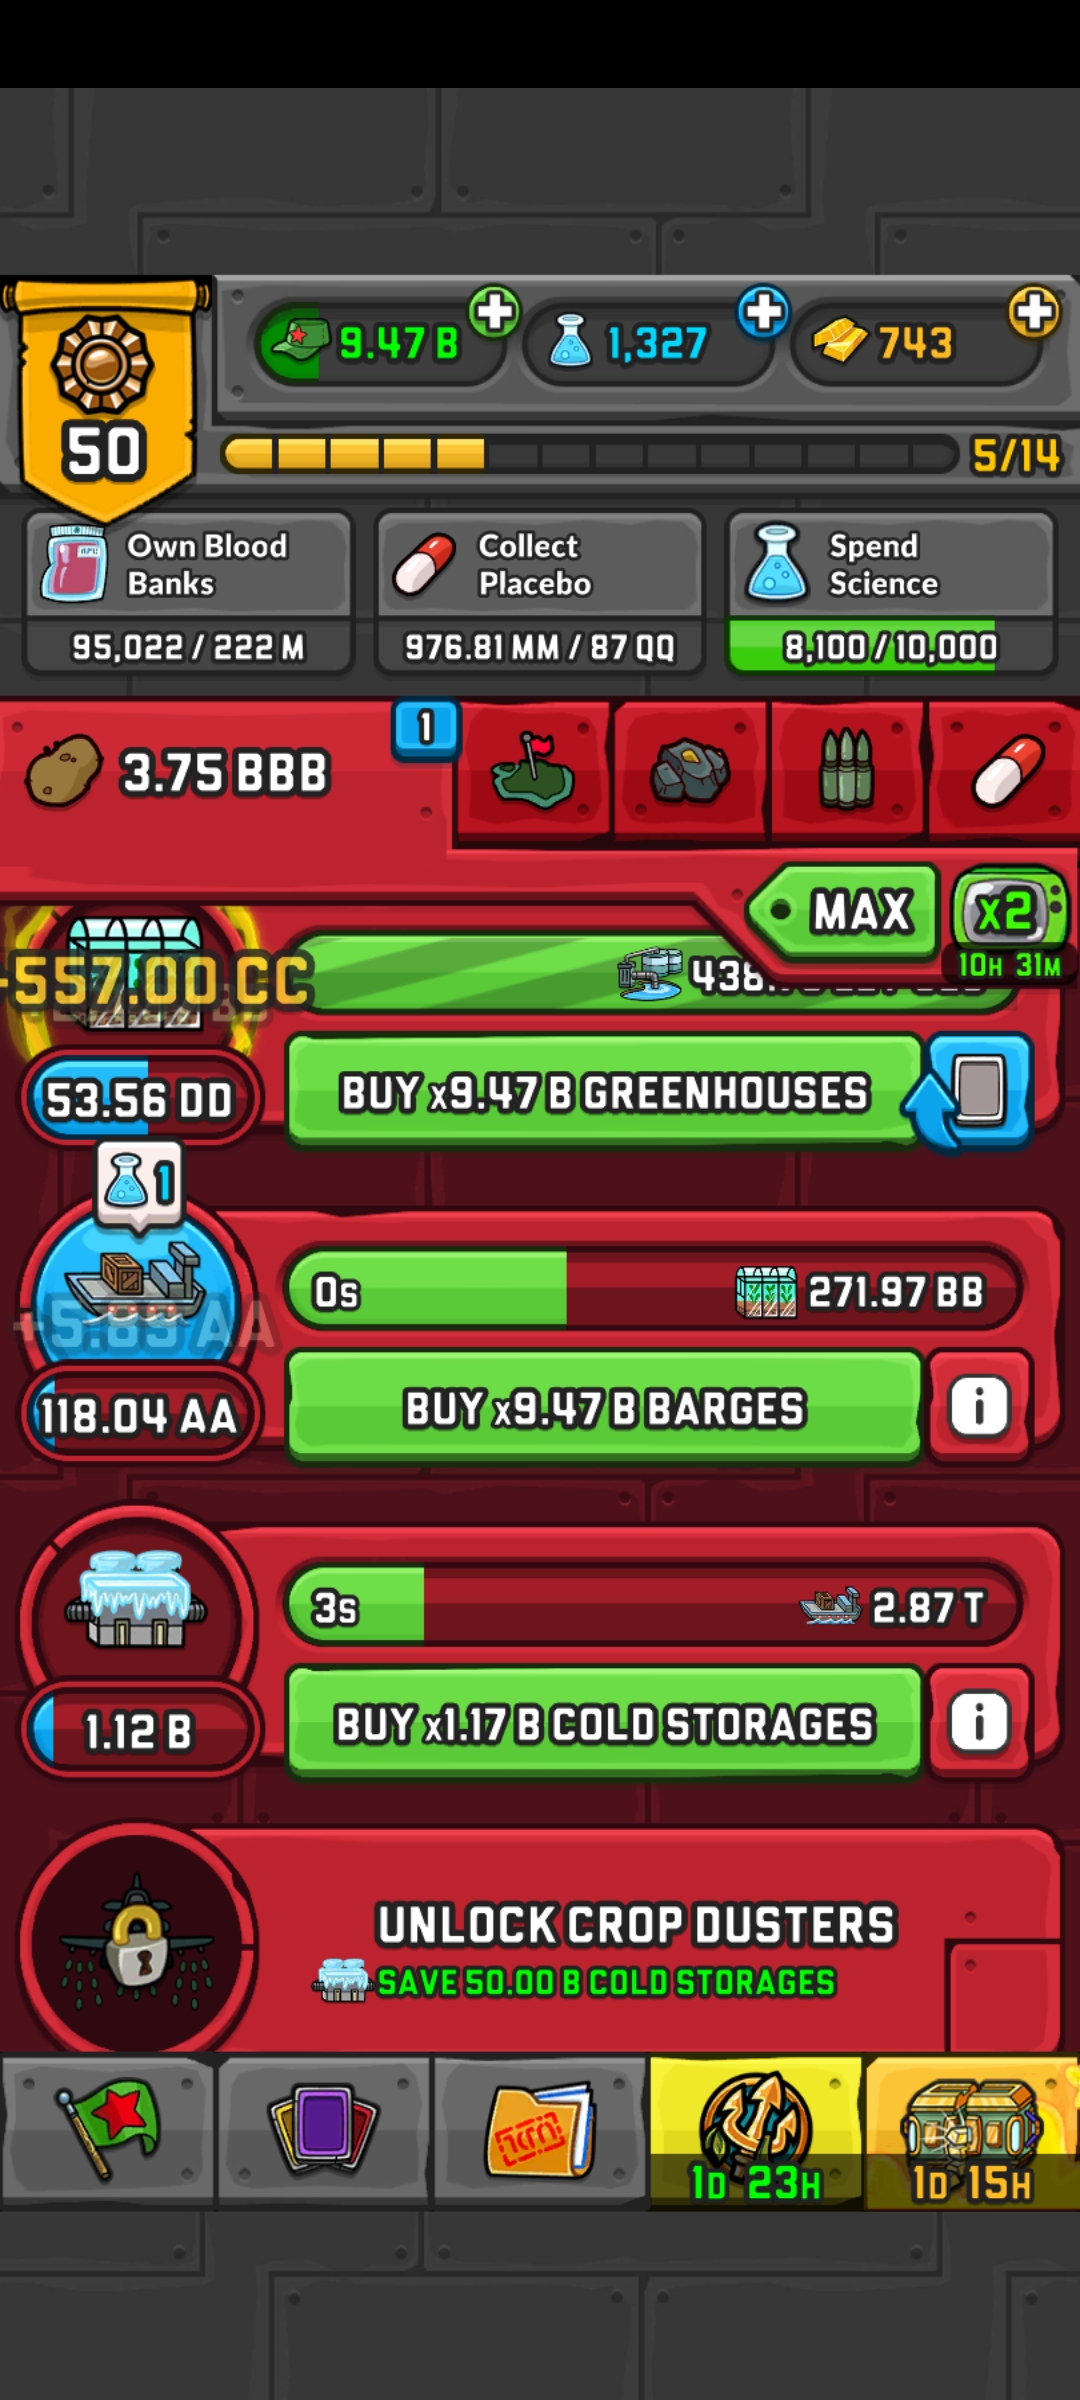 9.47 B
1,327
743
50
5/14
Own Blood
Banks
95,022 / 222 M
Collect
Placebo
976.81 MM / 87 QQ
Spend
Science
8,100 / 10,000
3.75 BBB
1
MAX
x2
10H 31M
557.00 CC
438.
53.56 DD
BUY x9.47 B GREENHOUSES
1
+5.89 AA
0s
271.97 BB
118.04 AA
BUY x9.47 B BARGES
i
3s
2.87 T
1.12 B
BUY x1.17 B COLD STORAGES
i
UNLOCK CROP DUSTERS
SAVE 50.00 B COLD STORAGES
1D 23H
1D 15H